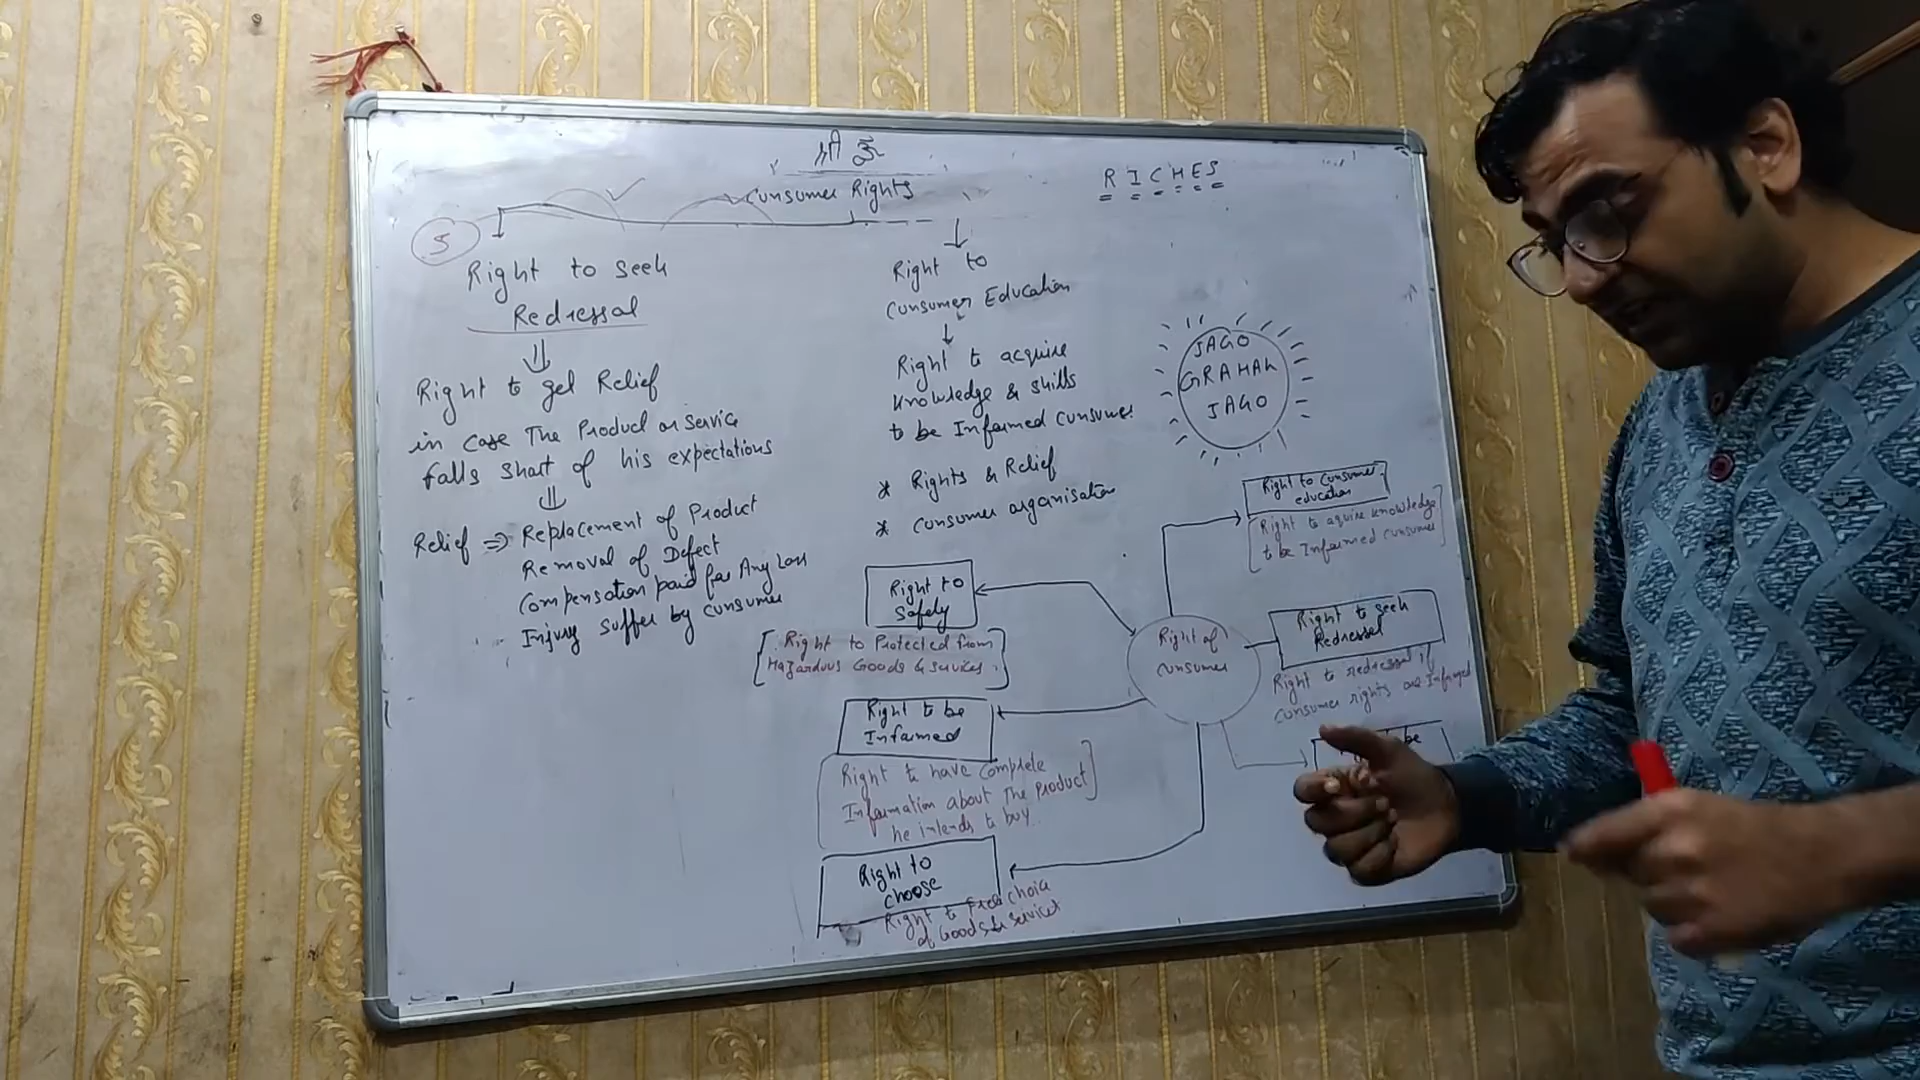 श्री ॐ
Consumer Rights
RICHES
5
Right to seek
Redressal
Right to get Relief
in case The Product or Service
falls short of his expectations
Relief ⇒ Replacement of Product
Removal of Defect
Compensation paid for Any Loss
Injury suffer by consumer
Right to
Consumer Education
Right to acquire
knowledge & skills
to be Informed consumer
* Rights & Relief
* consumer organisation
JAGO
GRAHAK
JAGO
Right of
consumer
Right to consumer
education
Right to aquire knowledge
to be Informed consumer
Right to seek
Redressal
Right to redressal if
consumer rights are Infringed
be
Right to
Safety
[Right to Protected from
Hazardous Goods & services.]
Right to be
Informed
Right to have complete
Information about The product
he intends to buy.
Right to
choose
Right to free choice
of Goods & services